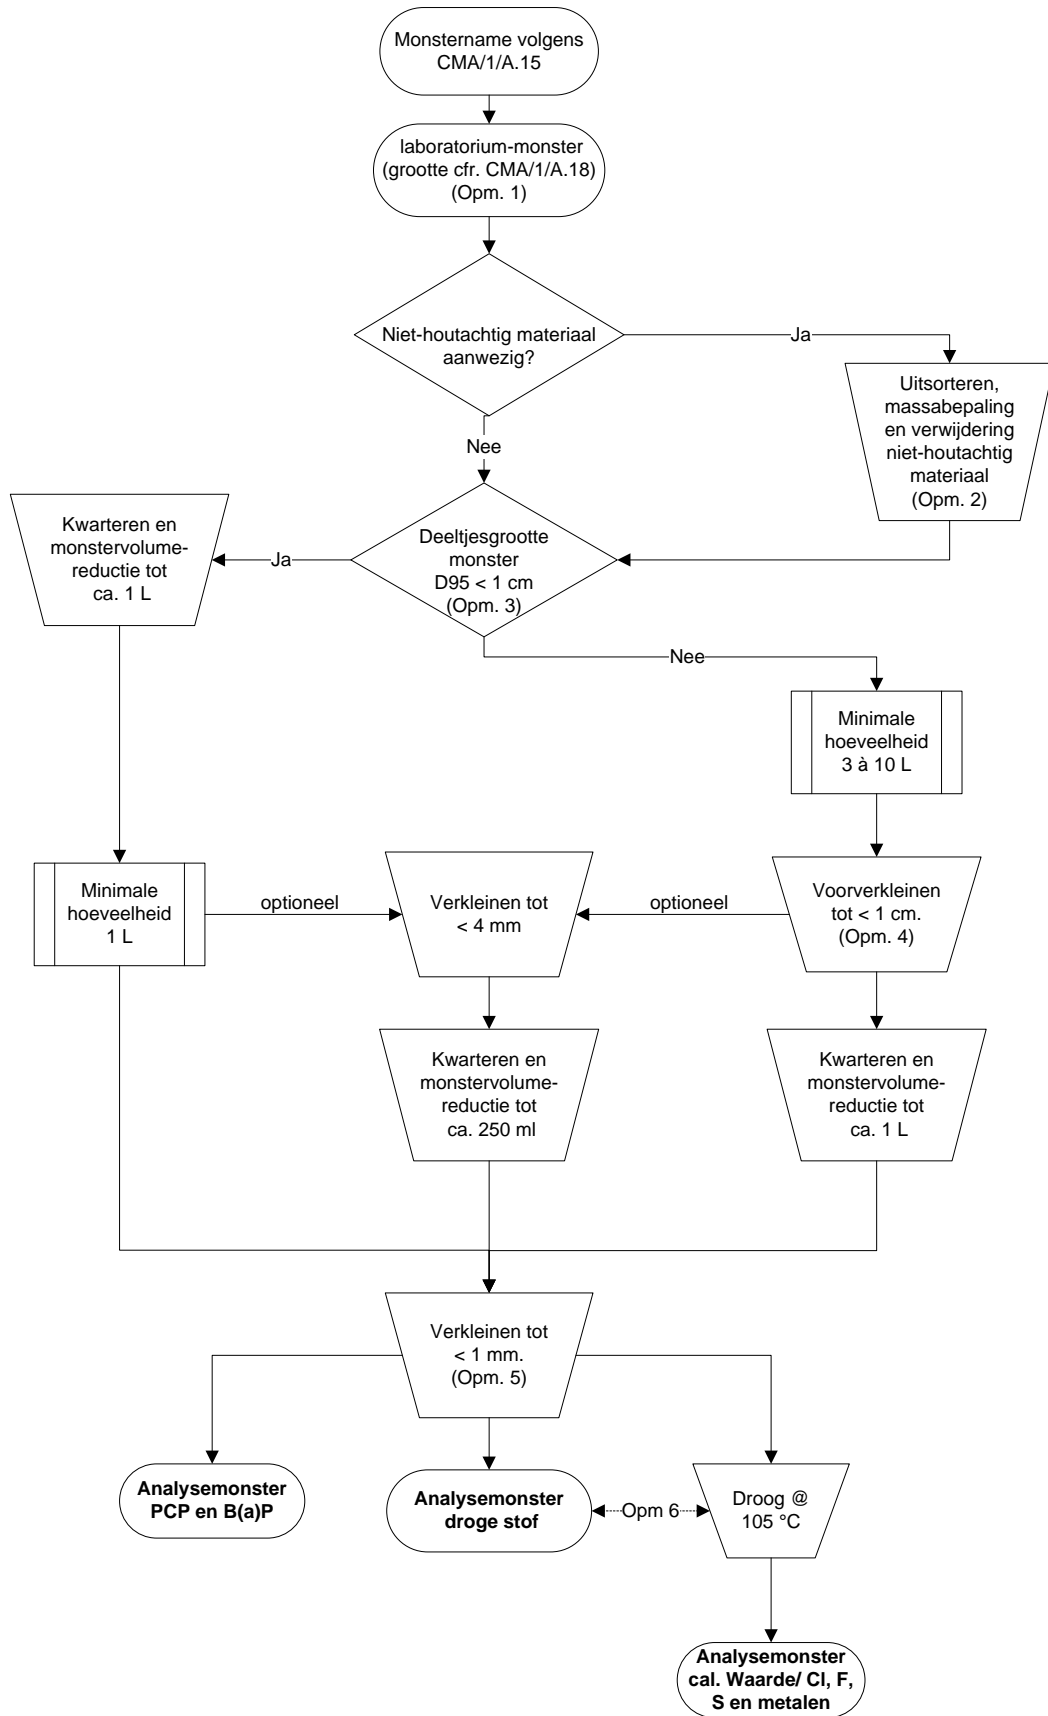 Monstername volgens
CMA/1/A.15
laboratorium-monster
(grootte cfr. CMA/1/A.18)
(Opm. 1)
Niet-houtachtig materiaal
aanwezig?
Ja
Uitsorteren,
massabepaling
en verwijdering
niet-houtachtig
materiaal
(Opm. 2)
Nee
Deeltjesgrootte
monster
D95 < 1 cm
(Opm. 3)
Ja
Kwarteren en
monstervolume-
reductie tot
ca. 1 L
Nee
Minimale
hoeveelheid
3 à 10 L
Minimale
hoeveelheid
1 L
optioneel
Verkleinen tot
< 4 mm
optioneel
Voorverkleinen
tot < 1 cm.
(Opm. 4)
Kwarteren en
monstervolume-
reductie tot
ca. 250 ml
Kwarteren en
monstervolume-
reductie tot
ca. 1 L
Verkleinen tot
< 1 mm.
(Opm. 5)
Analysemonster
PCP en B(a)P
Analysemonster
droge stof
Opm 6
Droog @
105 °C
Analysemonster
cal. Waarde/ Cl, F,
S en metalen